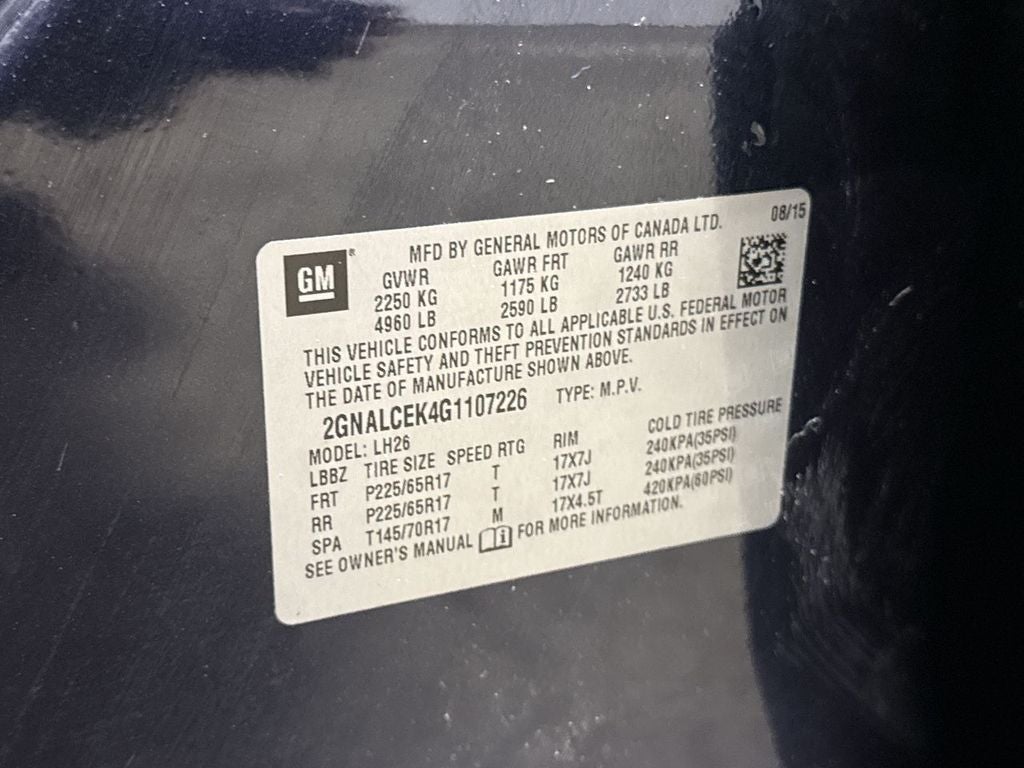 08/15
GM ®
MFD BY GENERAL MOTORS OF CANADA LTD.
GVWR GAWR FRT GAWR RR
2250 KG 1175 KG 1240 KG
4960 LB 2590 LB 2733 LB
THIS VEHICLE CONFORMS TO ALL APPLICABLE U.S. FEDERAL MOTOR
VEHICLE SAFETY AND THEFT PREVENTION STANDARDS IN EFFECT ON
THE DATE OF MANUFACTURE SHOWN ABOVE.
2GNALCEK4G1107226 TYPE: M.P.V.
MODEL: LH26
LBBZ TIRE SIZE SPEED RTG RIM COLD TIRE PRESSURE
FRT P225/65R17 T 17X7J 240KPA(35PSI)
RR P225/65R17 T 17X7J 240KPA(35PSI)
SPA T145/70R17 M 17X4.5T 420KPA(60PSI)
SEE OWNER'S MANUAL i FOR MORE INFORMATION.